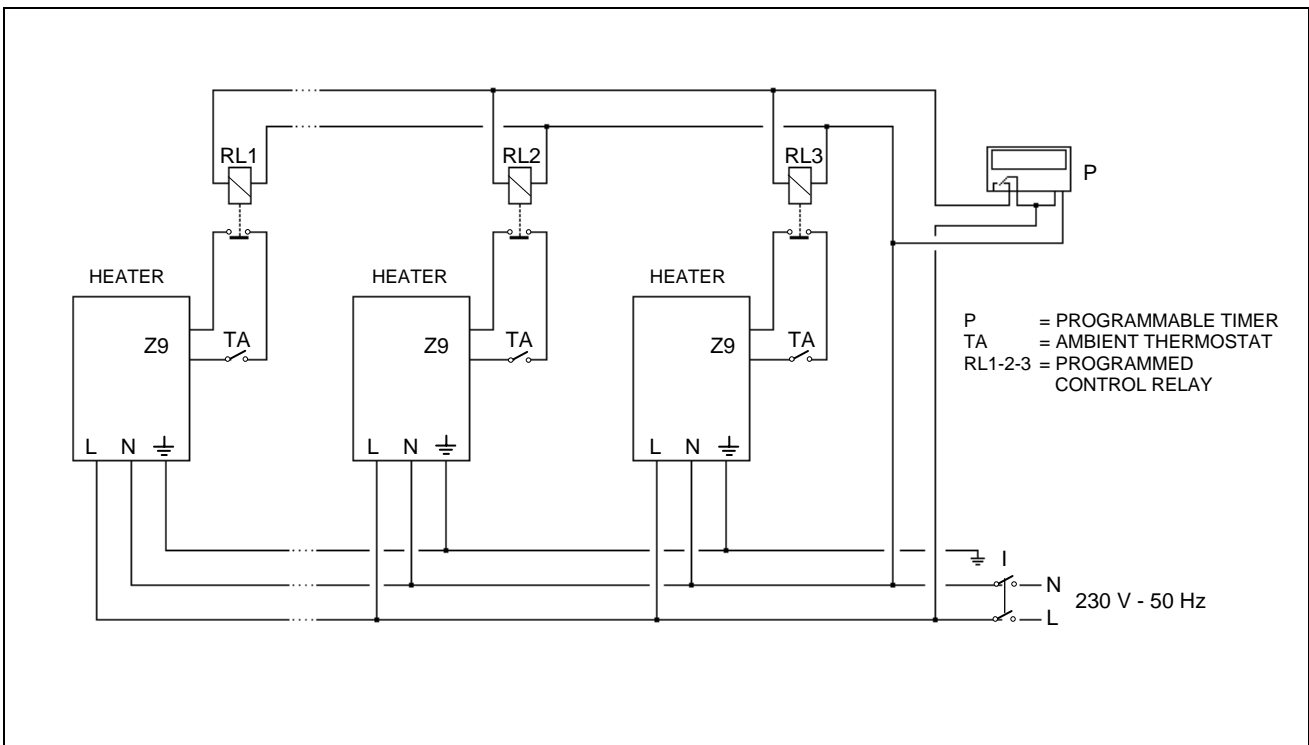 RL1 RL2 RL3
P
HEATER HEATER HEATER
Z9 TA Z9 TA Z9 TA
P = PROGRAMMABLE TIMER
TA = AMBIENT THERMOSTAT
RL1-2-3 = PROGRAMMED
CONTROL RELAY
L N L N L N
I
N
230 V - 50 Hz
L